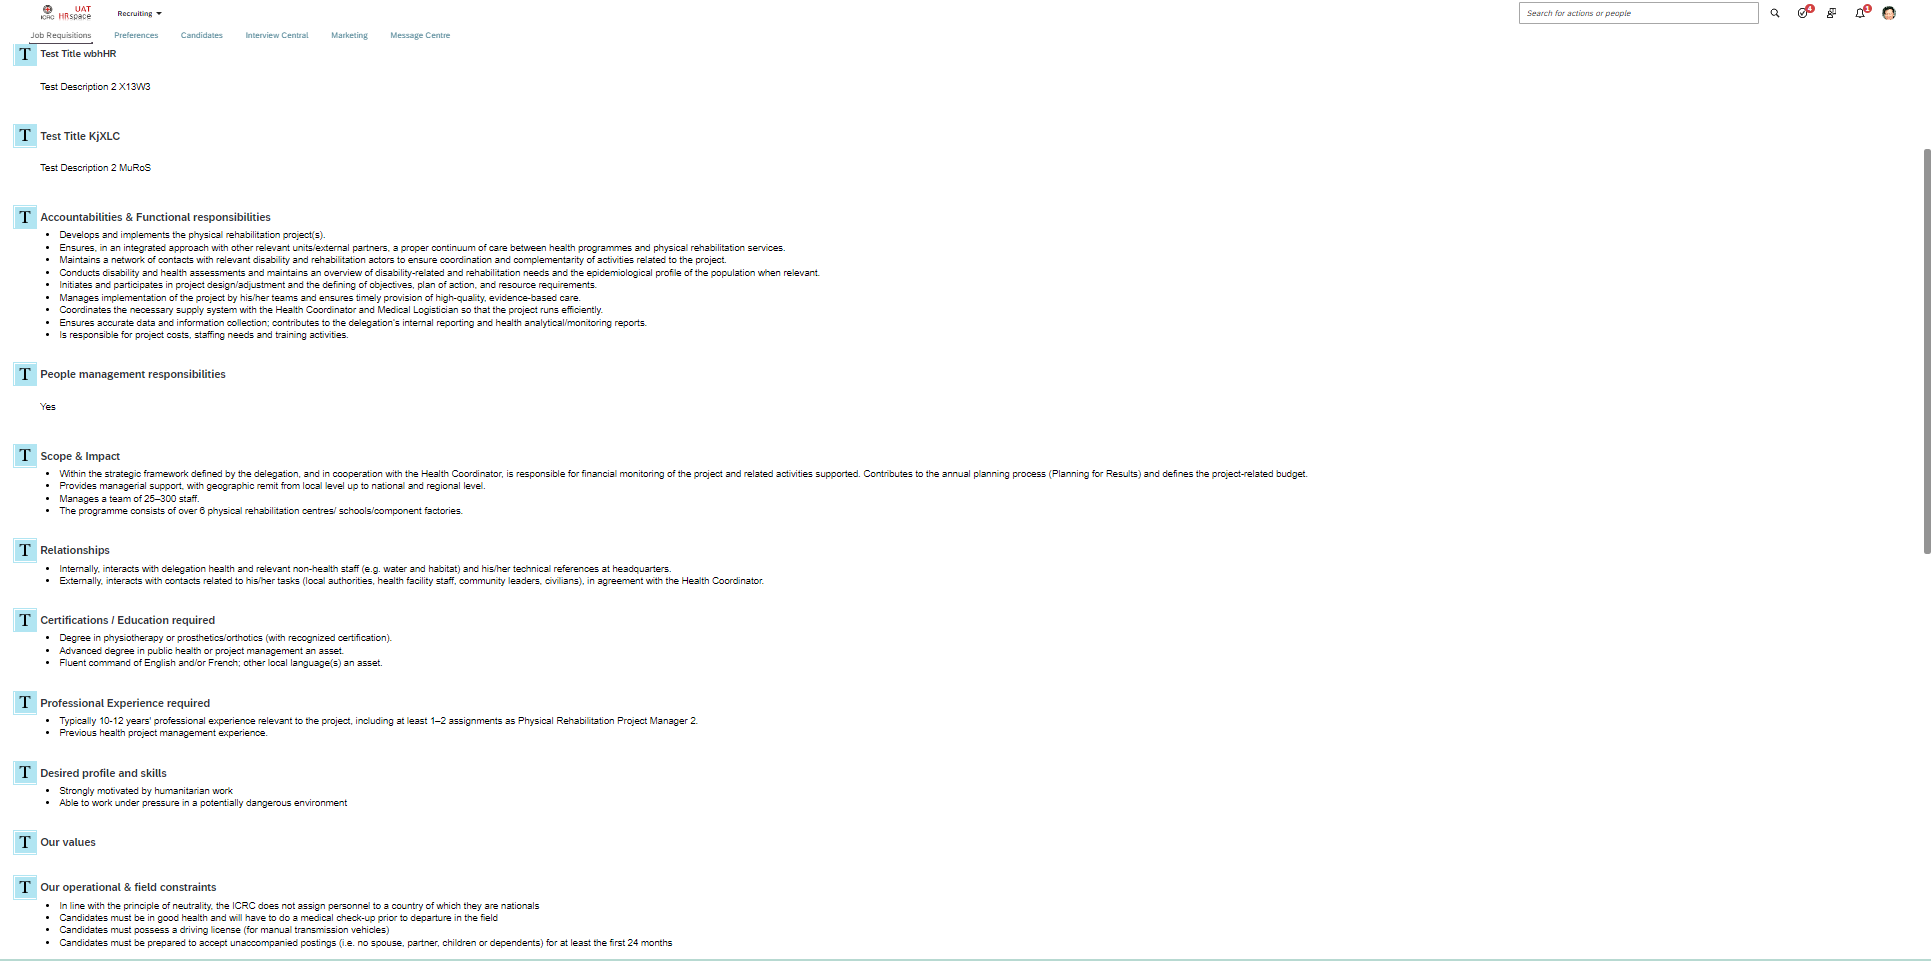 ICRC
UAT
HRspace
Recruiting
Search for actions or people
4
1
Job Requisitions
Preferences
Candidates
Interview Central
Marketing
Message Centre
T Test Title wbhHR
Test Description 2 X13W3
T Test Title KjXLC
Test Description 2 MuRoS
T Accountabilities & Functional responsibilities
• Develops and implements the physical rehabilitation project(s).
• Ensures, in an integrated approach with other relevant units/external partners, a proper continuum of care between health programmes and physical rehabilitation services.
• Maintains a network of contacts with relevant disability and rehabilitation actors to ensure coordination and complementarity of activities related to the project.
• Conducts disability and health assessments and maintains an overview of disability-related and rehabilitation needs and the epidemiological profile of the population when relevant.
• Initiates and participates in project design/adjustment and the defining of objectives, plan of action, and resource requirements.
• Manages implementation of the project by his/her teams and ensures timely provision of high-quality, evidence-based care.
• Coordinates the necessary supply system with the Health Coordinator and Medical Logistician so that the project runs efficiently.
• Ensures accurate data and information collection; contributes to the delegation's internal reporting and health analytical/monitoring reports.
• Is responsible for project costs, staffing needs and training activities.
T People management responsibilities
Yes
T Scope & Impact
• Within the strategic framework defined by the delegation, and in cooperation with the Health Coordinator, is responsible for financial monitoring of the project and related activities supported. Contributes to the annual planning process (Planning for Results) and defines the project-related budget.
• Provides managerial support, with geographic remit from local level up to national and regional level.
• Manages a team of 25–300 staff.
• The programme consists of over 6 physical rehabilitation centres/ schools/component factories.
T Relationships
• Internally, interacts with delegation health and relevant non-health staff (e.g. water and habitat) and his/her technical references at headquarters.
• Externally, interacts with contacts related to his/her tasks (local authorities, health facility staff, community leaders, civilians), in agreement with the Health Coordinator.
T Certifications / Education required
• Degree in physiotherapy or prosthetics/orthotics (with recognized certification).
• Advanced degree in public health or project management an asset.
• Fluent command of English and/or French; other local language(s) an asset.
T Professional Experience required
• Typically 10-12 years' professional experience relevant to the project, including at least 1–2 assignments as Physical Rehabilitation Project Manager 2.
• Previous health project management experience.
T Desired profile and skills
• Strongly motivated by humanitarian work
• Able to work under pressure in a potentially dangerous environment
T Our values
T Our operational & field constraints
• In line with the principle of neutrality, the ICRC does not assign personnel to a country of which they are nationals
• Candidates must be in good health and will have to do a medical check-up prior to departure in the field
• Candidates must possess a driving license (for manual transmission vehicles)
• Candidates must be prepared to accept unaccompanied postings (i.e. no spouse, partner, children or dependents) for at least the first 24 months